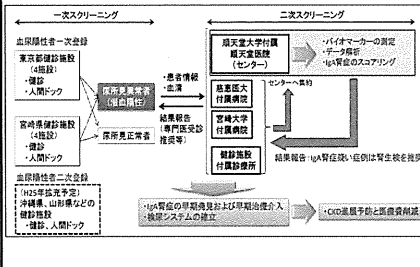 一次スクリーニング
二次スクリーニング
血尿陽性者一次登録
東京都健診施設
(4施設)
・健診
・人間ドック
宮崎県健診施設
(4施設)
・健診
・人間ドック
尿所見異常者
(血尿陽性)
尿所見正常者
・患者情報
・血清
結果報告
(専門医受診
推奨等)
順天堂大学付属
順天堂医院
(センター)
・バイオマーカーの測定
・データ解析
・IgA腎症のスコアリング
慈恵医大
付属病院
宮崎大学
付属病院
健診施設
付属診療所
センターへ集約
結果報告:IgA腎症疑い症例は腎生検を推奨
血尿陽性者二次登録
(H25年拡充予定)
沖縄県、山形県などの
健診施設
・健診、人間ドック
・IgA腎症の早期発見および早期治療介入
・検尿システムの確立
・CKD進展予防と医療費削減